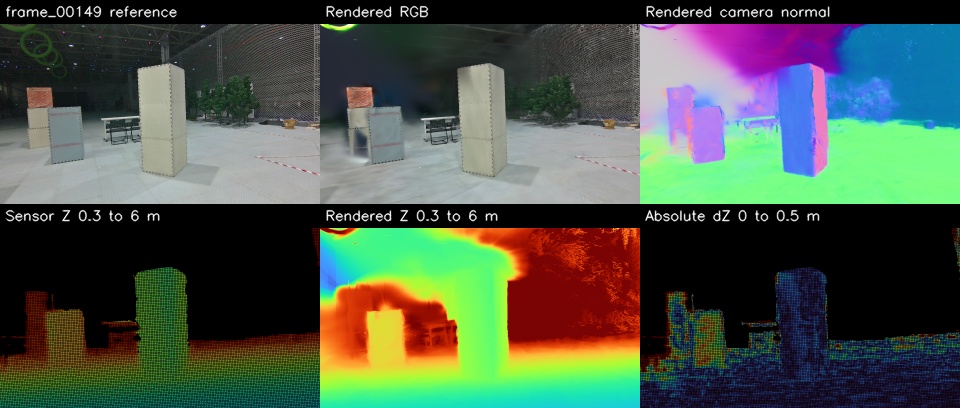 frame_00149 reference
Rendered RGB
Rendered camera normal
Sensor Z 0.3 to 6 m
Rendered Z 0.3 to 6 m
Absolute dZ 0 to 0.5 m